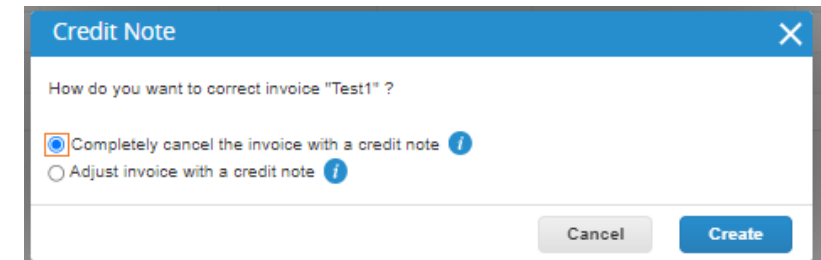 Credit Note
How do you want to correct invoice "Test1" ?
Completely cancel the invoice with a credit note i
Adjust invoice with a credit note i
Cancel Create